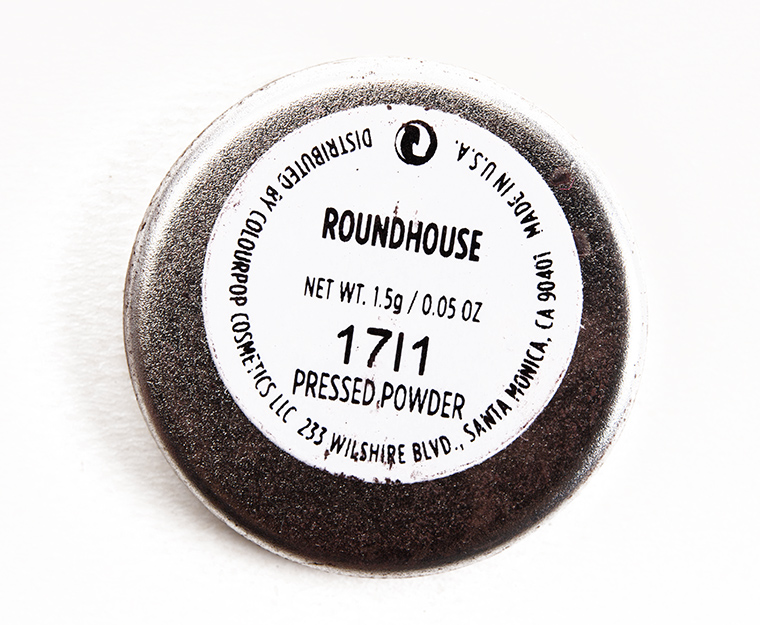 ROUNDHOUSE
NET WT. 1.5g / 0.05 OZ
17I1
PRESSED POWDER
DISTRIBUTED BY COLOURPOP COSMETICS LLC 233 WILSHIRE BLVD., SANTA MONICA, CA 90401 MADE IN U.S.A.